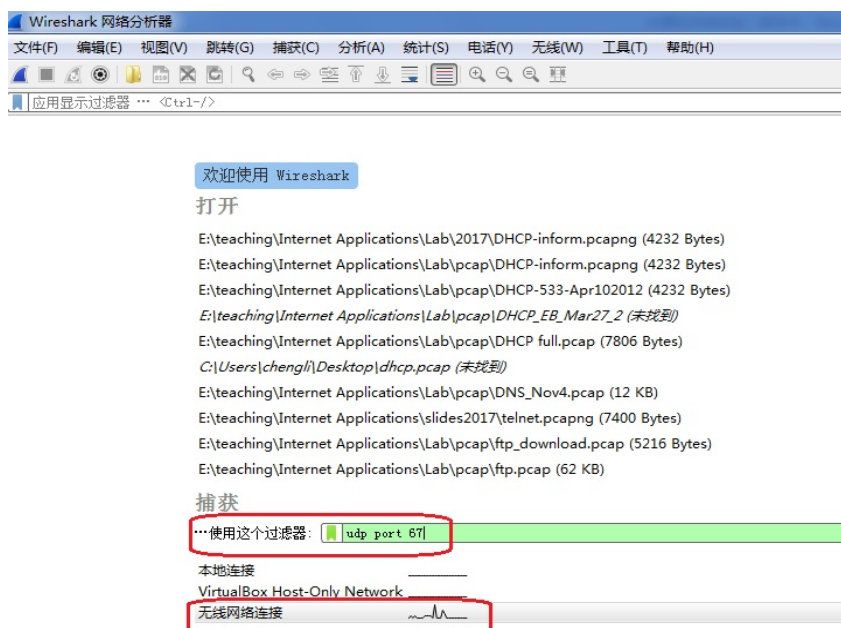 Wireshark 网络分析器
文件(F) 编辑(E) 视图(V) 跳转(G) 捕获(C) 分析(A) 统计(S) 电话(Y) 无线(W) 工具(T) 帮助(H)
应用显示过滤器 … <Ctrl-/>
欢迎使用 Wireshark
打开
E:\teaching\Internet Applications\Lab\2017\DHCP-inform.pcapng (4232 Bytes)
E:\teaching\Internet Applications\Lab\pcap\DHCP-inform.pcapng (4232 Bytes)
E:\teaching\Internet Applications\Lab\pcap\DHCP-533-Apr102012 (4232 Bytes)
E:\teaching\Internet Applications\Lab\pcap\DHCP_EB_Mar27_2 (未找到)
E:\teaching\Internet Applications\Lab\pcap\DHCP full.pcap (7806 Bytes)
C:\Users\chengli\Desktop\dhcp.pcap (未找到)
E:\teaching\Internet Applications\Lab\pcap\DNS_Nov4.pcap (12 KB)
E:\teaching\Internet Applications\slides2017\telnet.pcapng (7400 Bytes)
E:\teaching\Internet Applications\Lab\pcap\ftp_download.pcap (5216 Bytes)
E:\teaching\Internet Applications\Lab\pcap\ftp.pcap (62 KB)
捕获
…使用这个过滤器: udp port 67
本地连接
VirtualBox Host-Only Network
无线网络连接